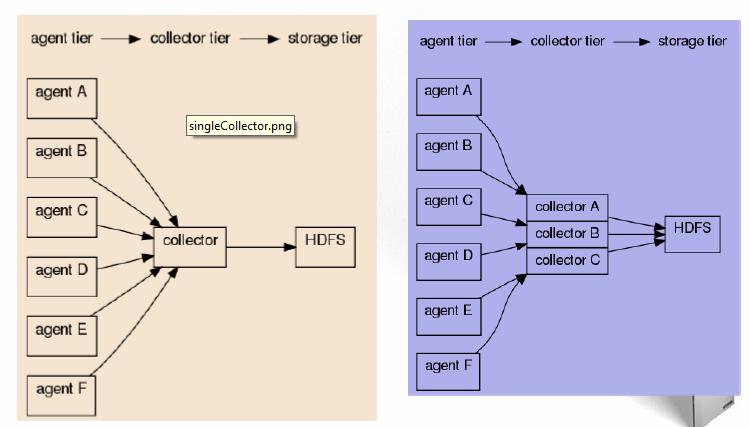 agent tier collector tier storage tier
agent A
singleCollector.png
agent B
agent C
collector
HDFS
agent D
agent E
agent F
agent tier collector tier storage tier
agent A
agent B
agent C
collector A
collector B
HDFS
agent D
collector C
agent E
agent F